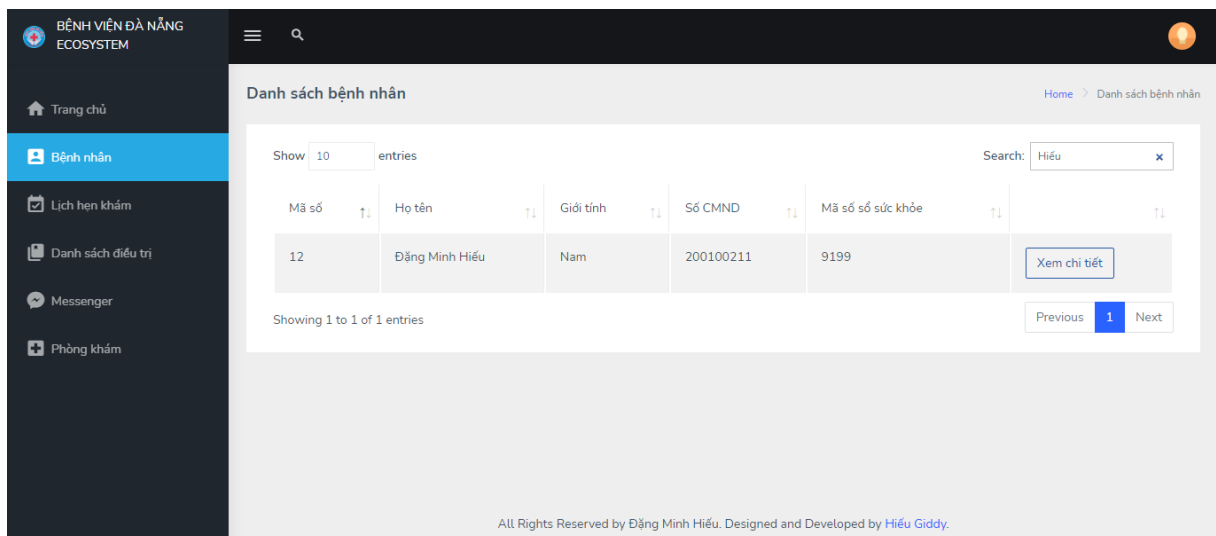 BỆNH VIỆN ĐÀ NẴNG
ECOSYSTEM
Trang chủ
Bệnh nhân
Lịch hẹn khám
Danh sách điều trị
Messenger
Phòng khám
Danh sách bệnh nhân
Home > Danh sách bệnh nhân
Show 10 entries
Search: Hiếu ×
Mã số Họ tên Giới tính Số CMND Mã số sổ sức khỏe
12 Đặng Minh Hiếu Nam 200100211 9199 Xem chi tiết
Showing 1 to 1 of 1 entries
Previous 1 Next
All Rights Reserved by Đặng Minh Hiếu. Designed and Developed by Hiếu Giddy.